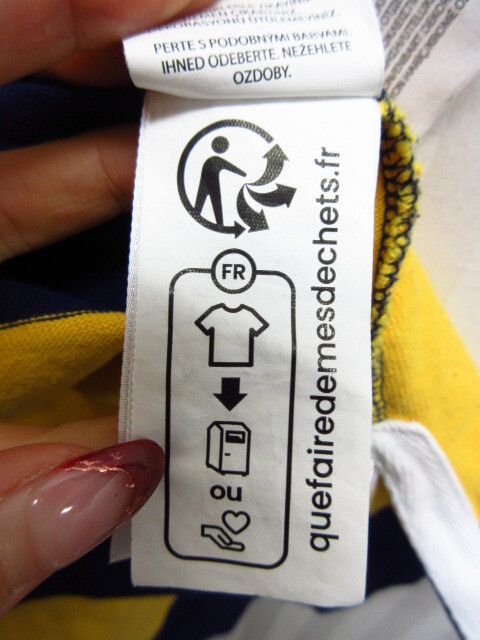 PERTE S PODOBNÝMI BARVAMI.
IHNED ODEBERTE. NEŽEHLETE
OZDOBY.
FR
ou
quefairedemesdechets.fr